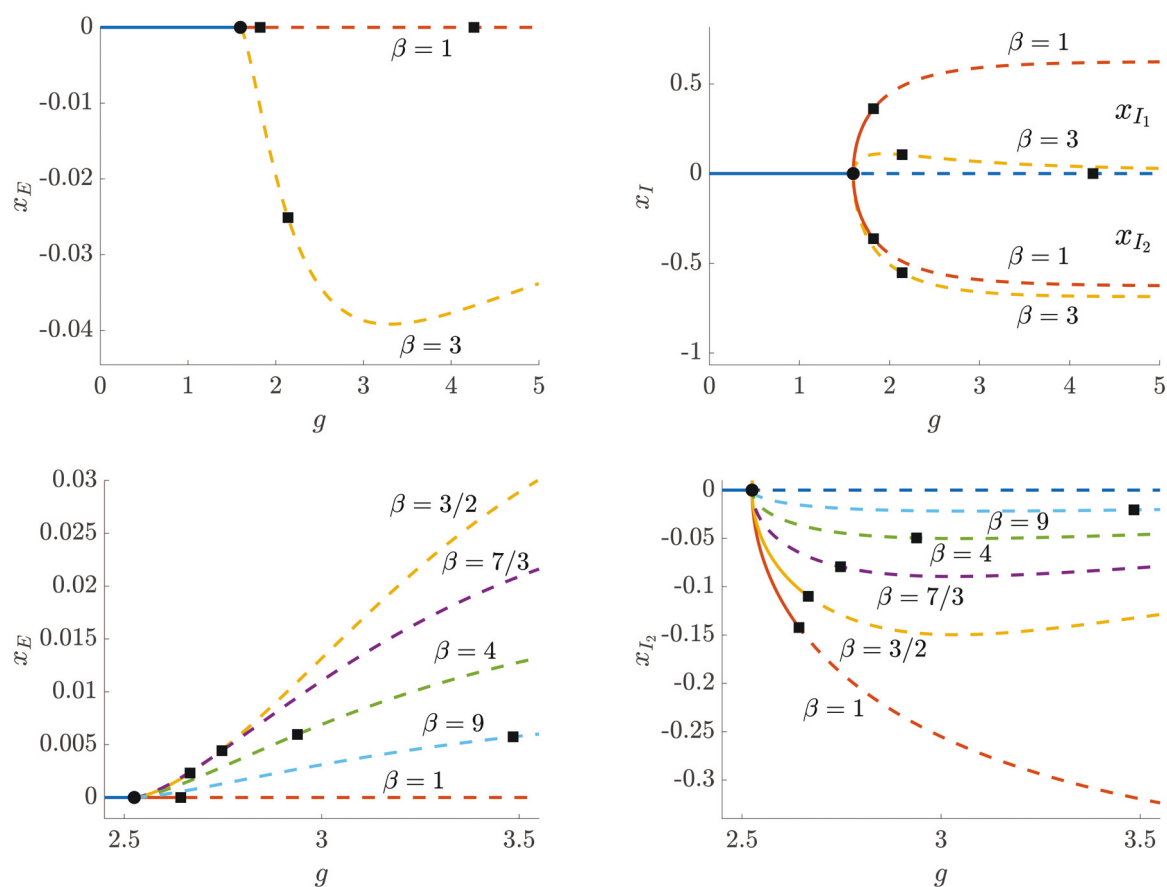 0
-0.01
-0.02
-0.03
-0.04
x_E
β = 1
β = 3
0 1 2 3 4 5
g
0.5
0
-0.5
-1
x_I
β = 1
x_{I_1}
β = 3
x_{I_2}
β = 1
β = 3
0 1 2 3 4 5
g
0.03
0.025
0.02
0.015
0.01
0.005
0
x_E
β = 3/2
β = 7/3
β = 4
β = 9
β = 1
2.5 3 3.5
g
0
-0.05
-0.1
-0.15
-0.2
-0.25
-0.3
x_{I_2}
β = 9
β = 4
β = 7/3
β = 3/2
β = 1
2.5 3 3.5
g